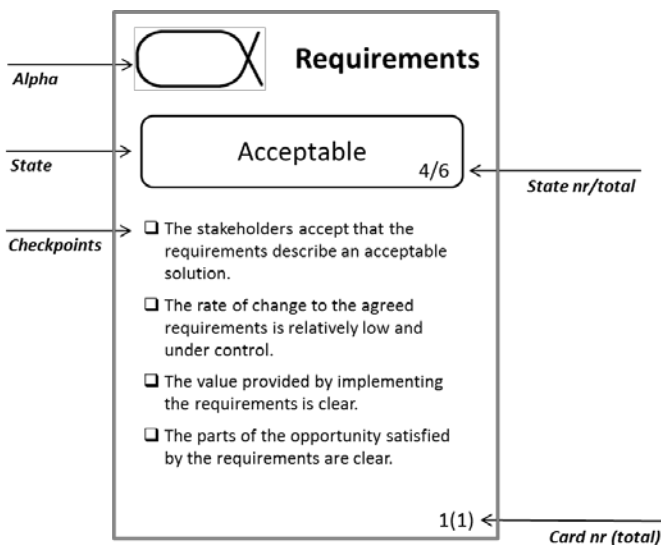 Requirements
Alpha
Acceptable
4/6
State
State nr/total
Checkpoints
❑ The stakeholders accept that the
requirements describe an acceptable
solution.
❑ The rate of change to the agreed
requirements is relatively low and
under control.
❑ The value provided by implementing
the requirements is clear.
❑ The parts of the opportunity satisfied
by the requirements are clear.
1(1)
Card nr (total)